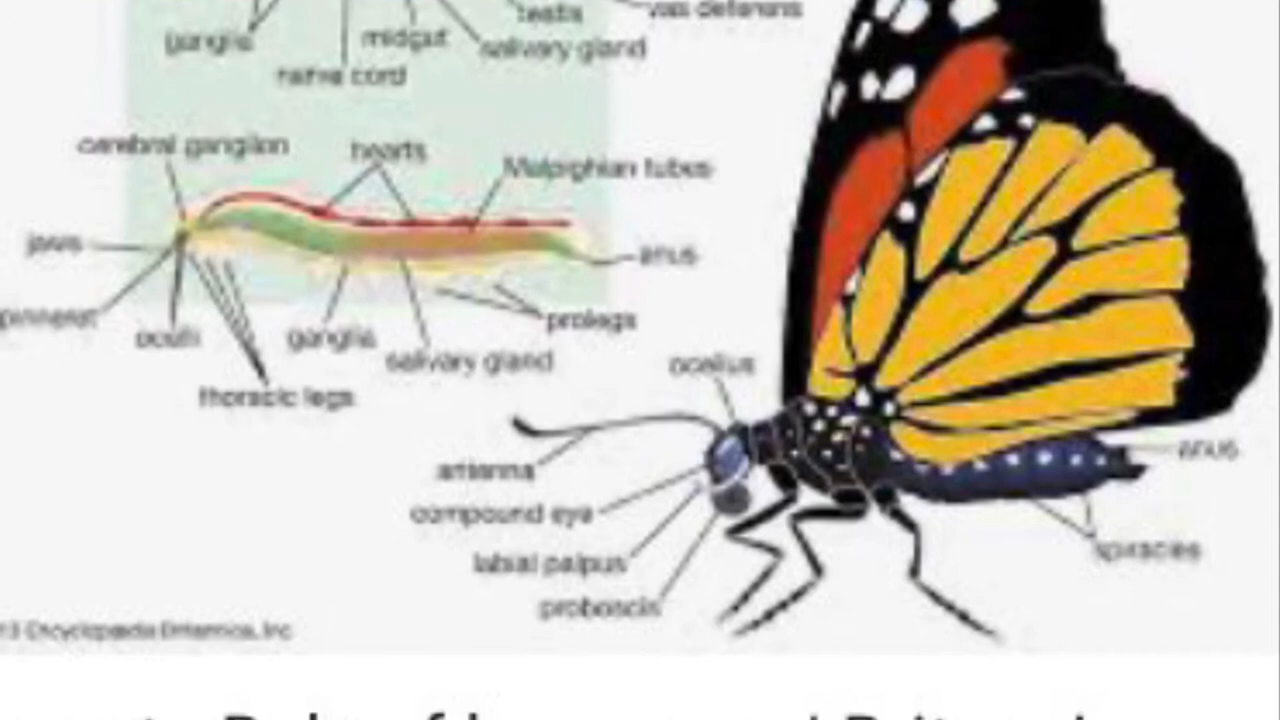 testis
vas deferens
ganglia
midgut
salivary gland
nerve cord
cerebral ganglion
hearts
Malpighian tubes
jaws
anus
spinneret
oculi
ganglia
prolegs
salivary gland
thoracic legs
ocellus
antenna
anus
compound eye
spiracles
labial palpus
proboscis
Encyclopædia Britannica, Inc